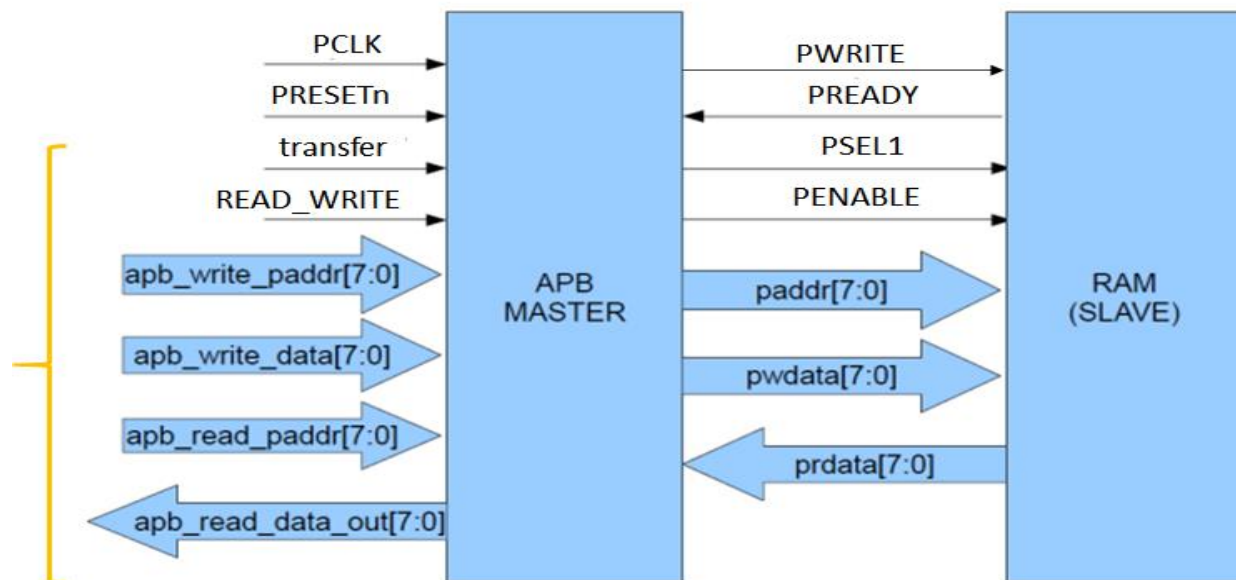 PCLK
PRESETn
transfer
READ_WRITE
apb_write_paddr[7:0]
apb_write_data[7:0]
apb_read_paddr[7:0]
apb_read_data_out[7:0]
APB
MASTER
PWRITE
PREADY
PSEL1
PENABLE
paddr[7:0]
pwdata[7:0]
prdata[7:0]
RAM
(SLAVE)